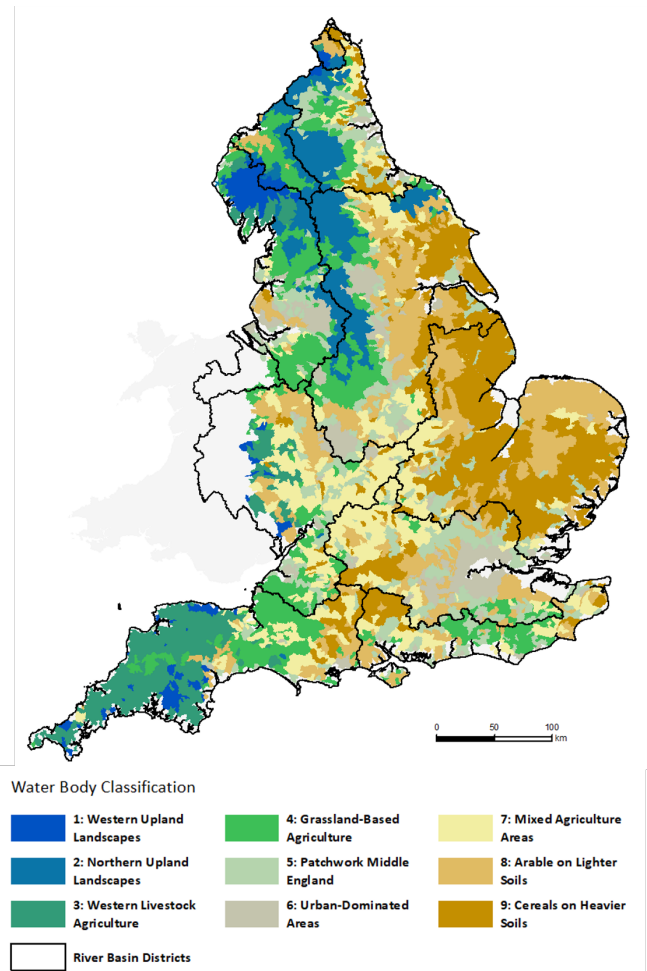 0 50 100
km
Water Body Classification
1: Western Upland
Landscapes
4: Grassland-Based
Agriculture
7: Mixed Agriculture
Areas
2: Northern Upland
Landscapes
5: Patchwork Middle
England
8: Arable on Lighter
Soils
3: Western Livestock
Agriculture
6: Urban-Dominated
Areas
9: Cereals on Heavier
Soils
River Basin Districts